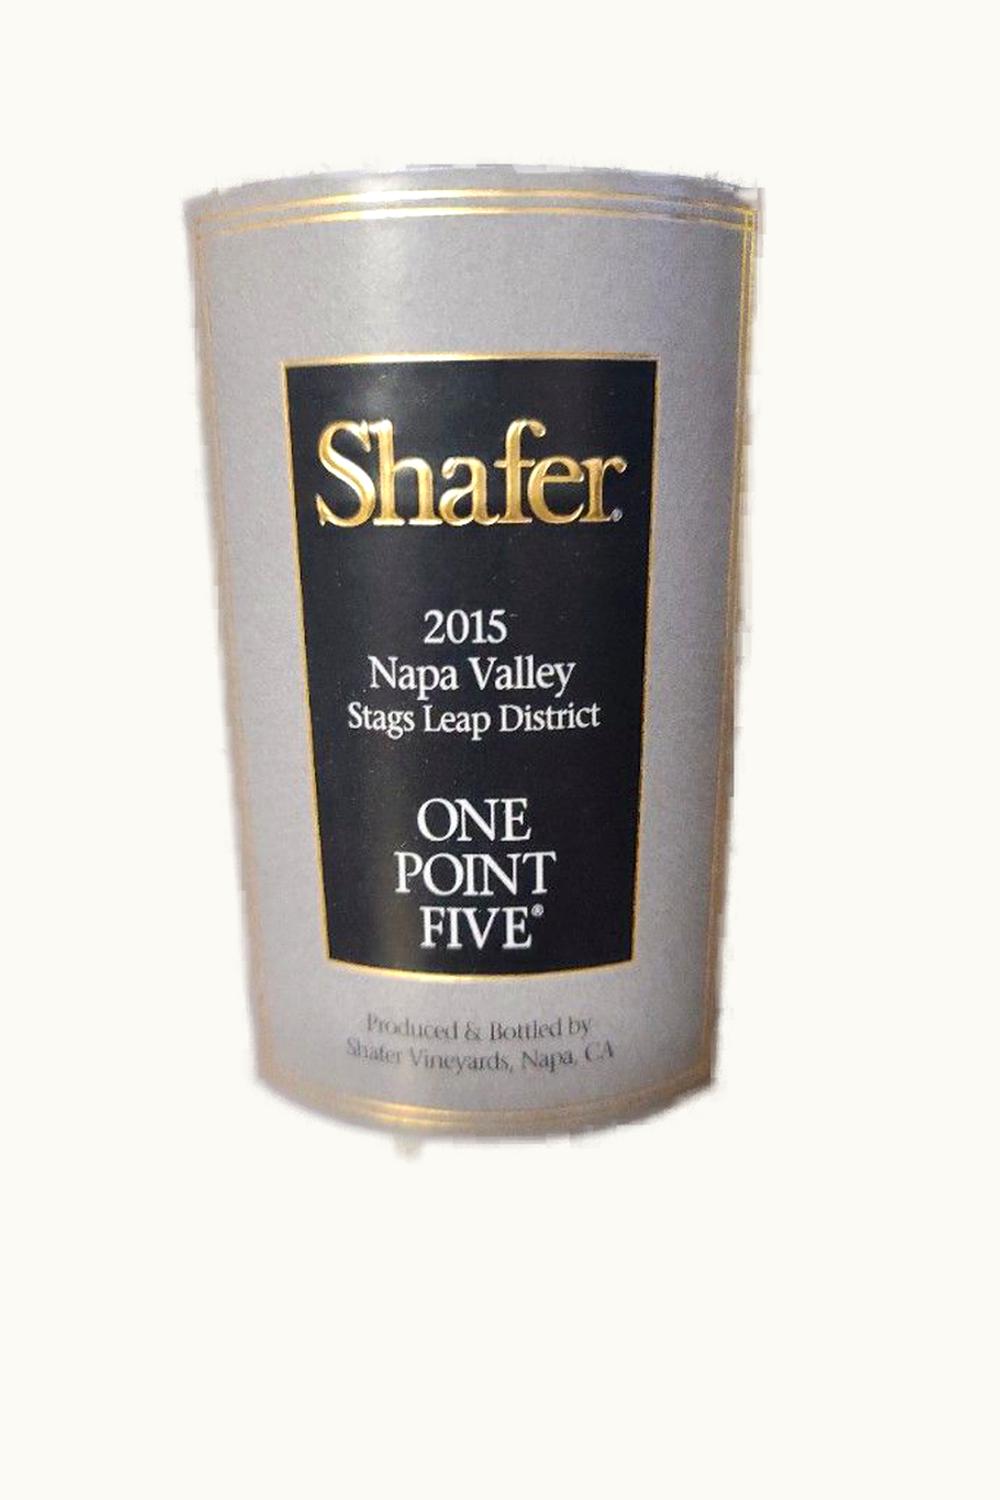 Shafer®
2015
Napa Valley
Stags Leap District
ONE
POINT
FIVE®
Produced & Bottled by
Shafer Vineyards, Napa, CA